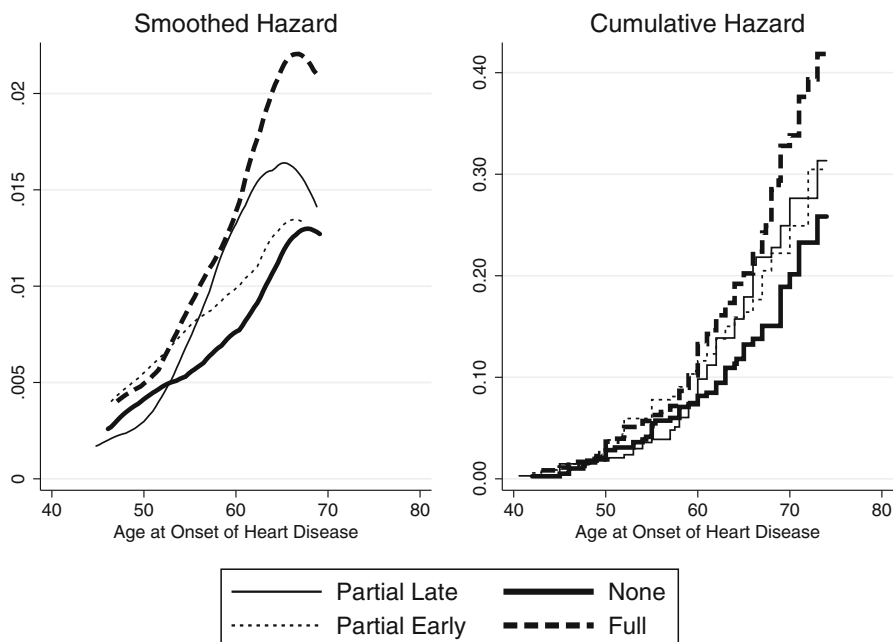 Smoothed Hazard
.02
.015
.01
.005
0
40 50 60 70 80
Age at Onset of Heart Disease
Cumulative Hazard
0.40
0.30
0.20
0.10
0.00
40 50 60 70 80
Age at Onset of Heart Disease
Partial Late None
Partial Early Full